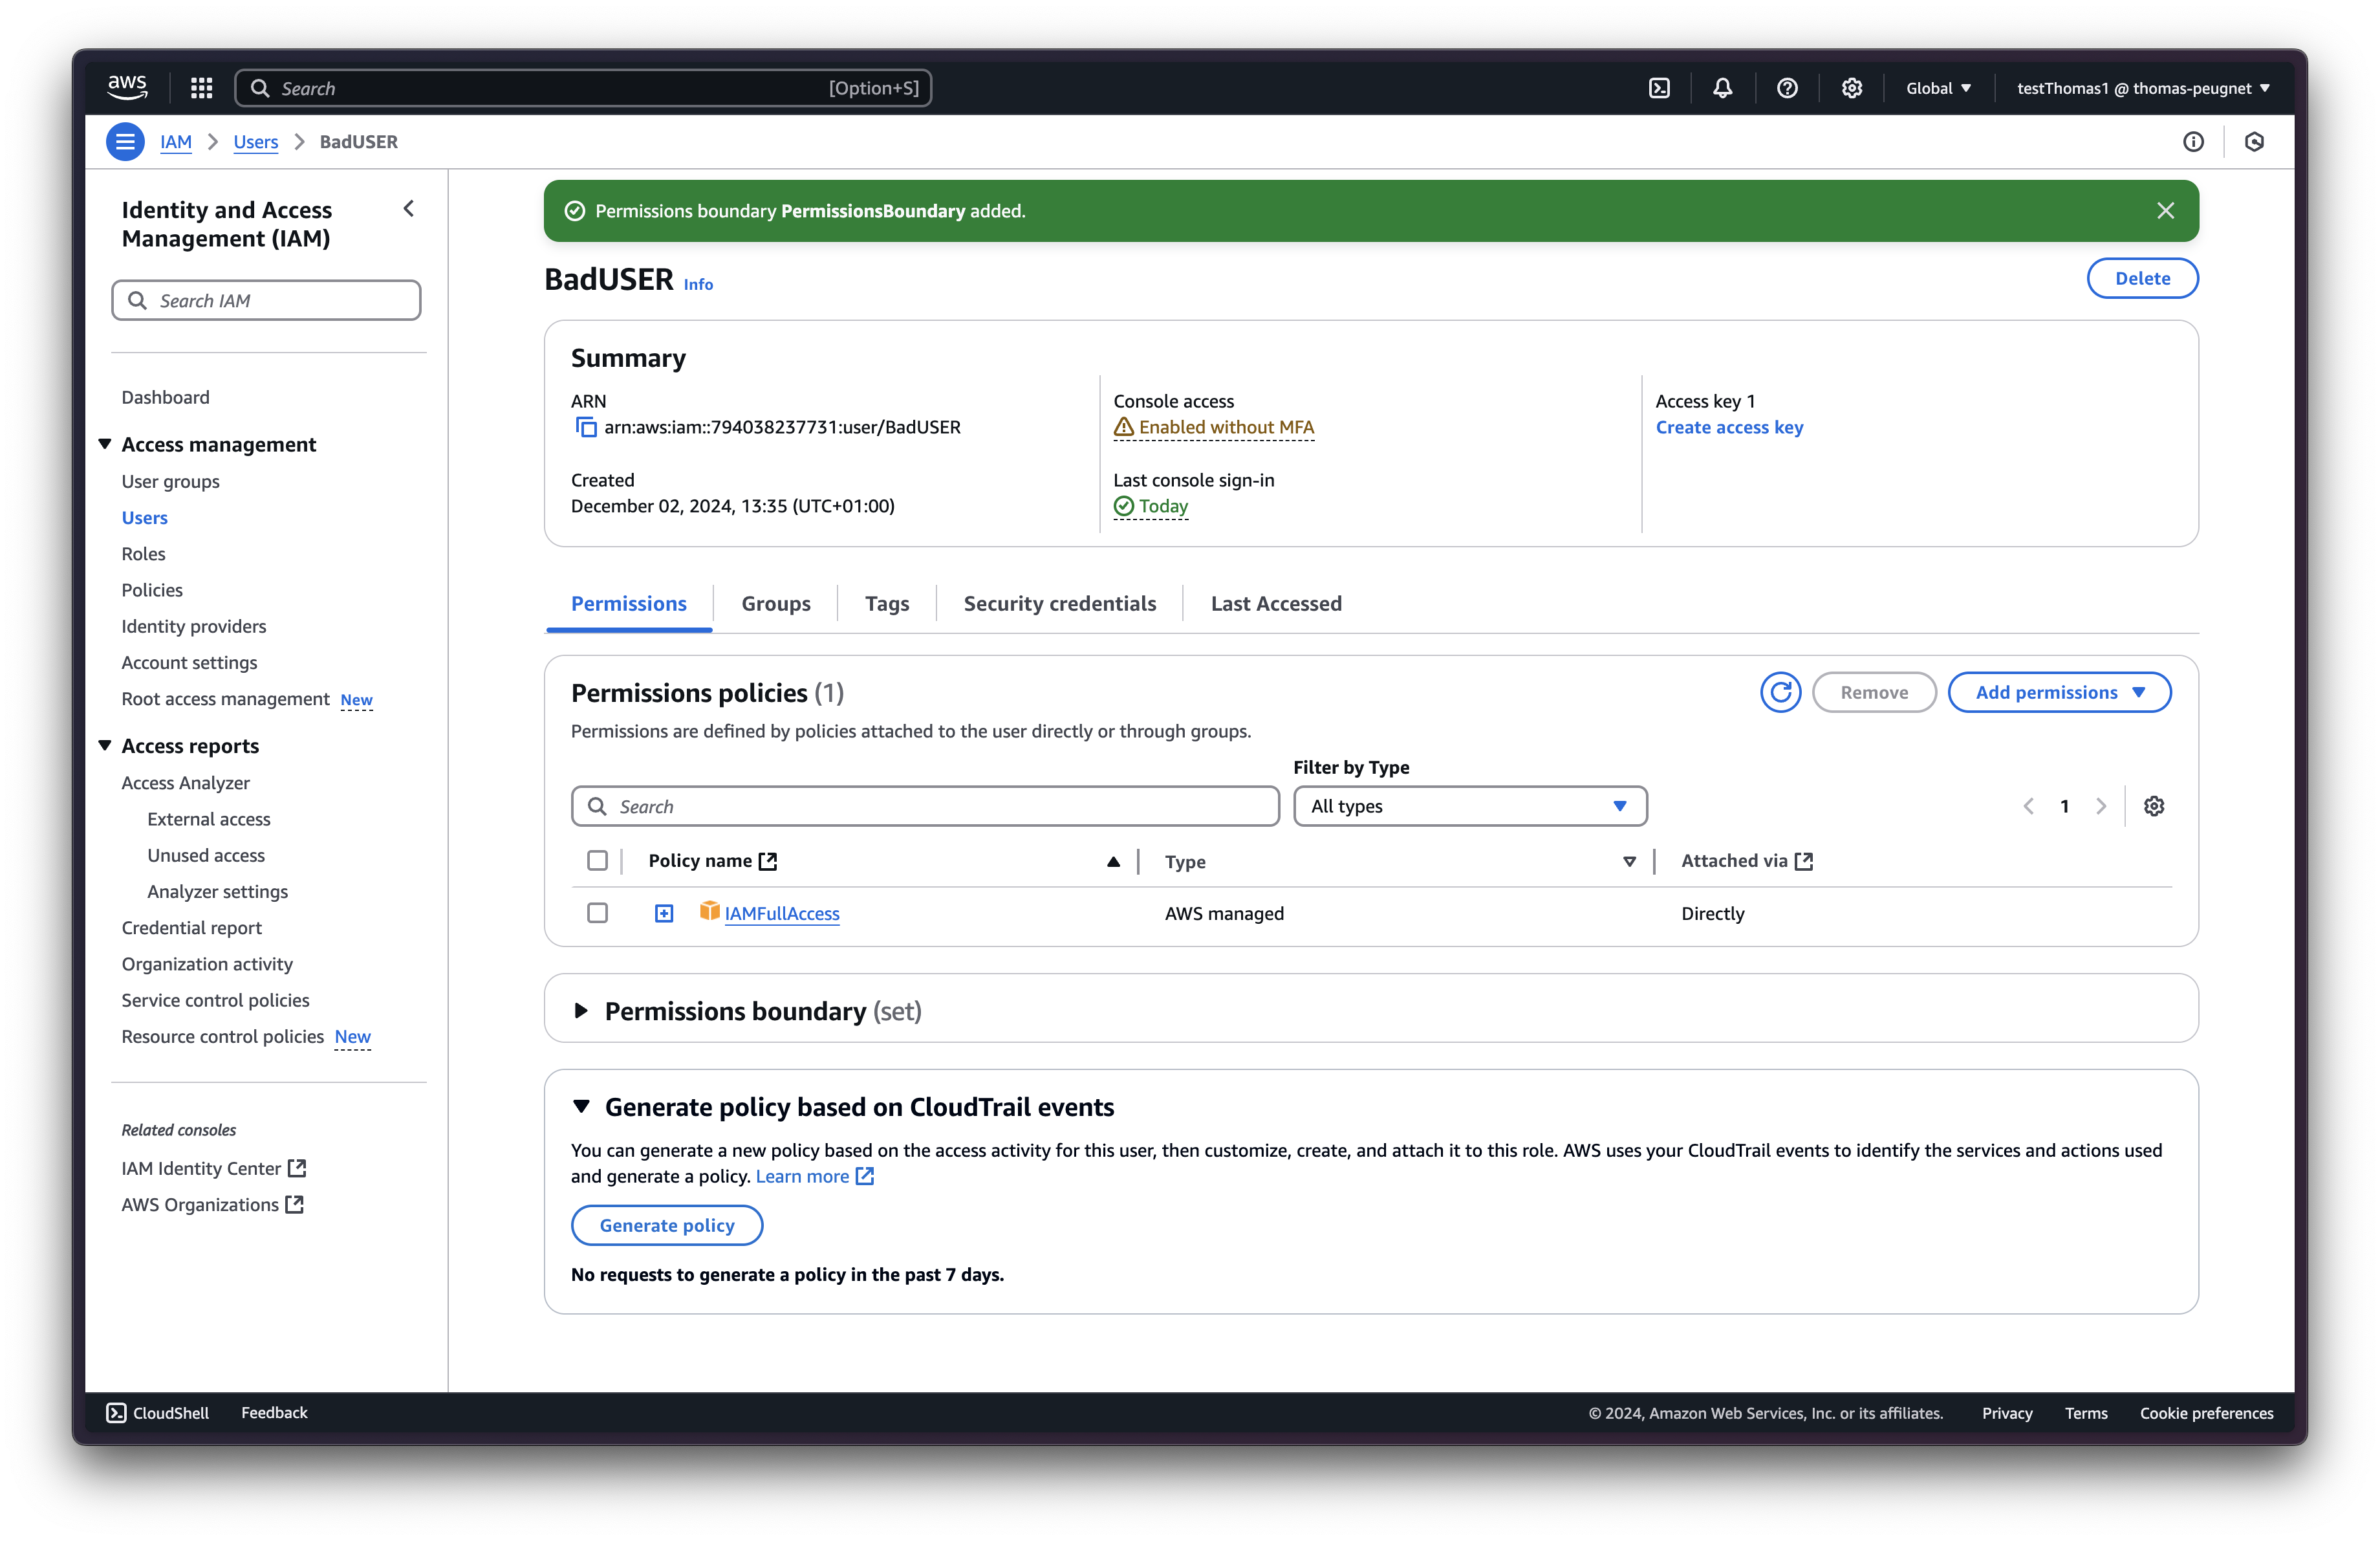 aws
Search
[Option+S]
Global
testThomas1 @ thomas-peugnet
IAM
Users
BadUSER
Identity and Access
Management (IAM)
Search IAM
Dashboard
Access management
User groups
Users
Roles
Policies
Identity providers
Account settings
Root access management New
Access reports
Access Analyzer
External access
Unused access
Analyzer settings
Credential report
Organization activity
Service control policies
Resource control policies New
Related consoles
IAM Identity Center
AWS Organizations
Permissions boundary PermissionsBoundary added.
BadUSER Info
Delete
Summary
ARN
arn:aws:iam::794038237731:user/BadUSER
Created
December 02, 2024, 13:35 (UTC+01:00)
Console access
Enabled without MFA
Last console sign-in
Today
Access key 1
Create access key
Permissions
Groups
Tags
Security credentials
Last Accessed
Permissions policies (1)
Remove
Add permissions
Permissions are defined by policies attached to the user directly or through groups.
Filter by Type
Search
All types
1
Policy name
Type
Attached via
IAMFullAccess
AWS managed
Directly
Permissions boundary (set)
Generate policy based on CloudTrail events
You can generate a new policy based on the access activity for this user, then customize, create, and attach it to this role. AWS uses your CloudTrail events to identify the services and actions used
and generate a policy. Learn more
Generate policy
No requests to generate a policy in the past 7 days.
CloudShell
Feedback
© 2024, Amazon Web Services, Inc. or its affiliates.
Privacy
Terms
Cookie preferences